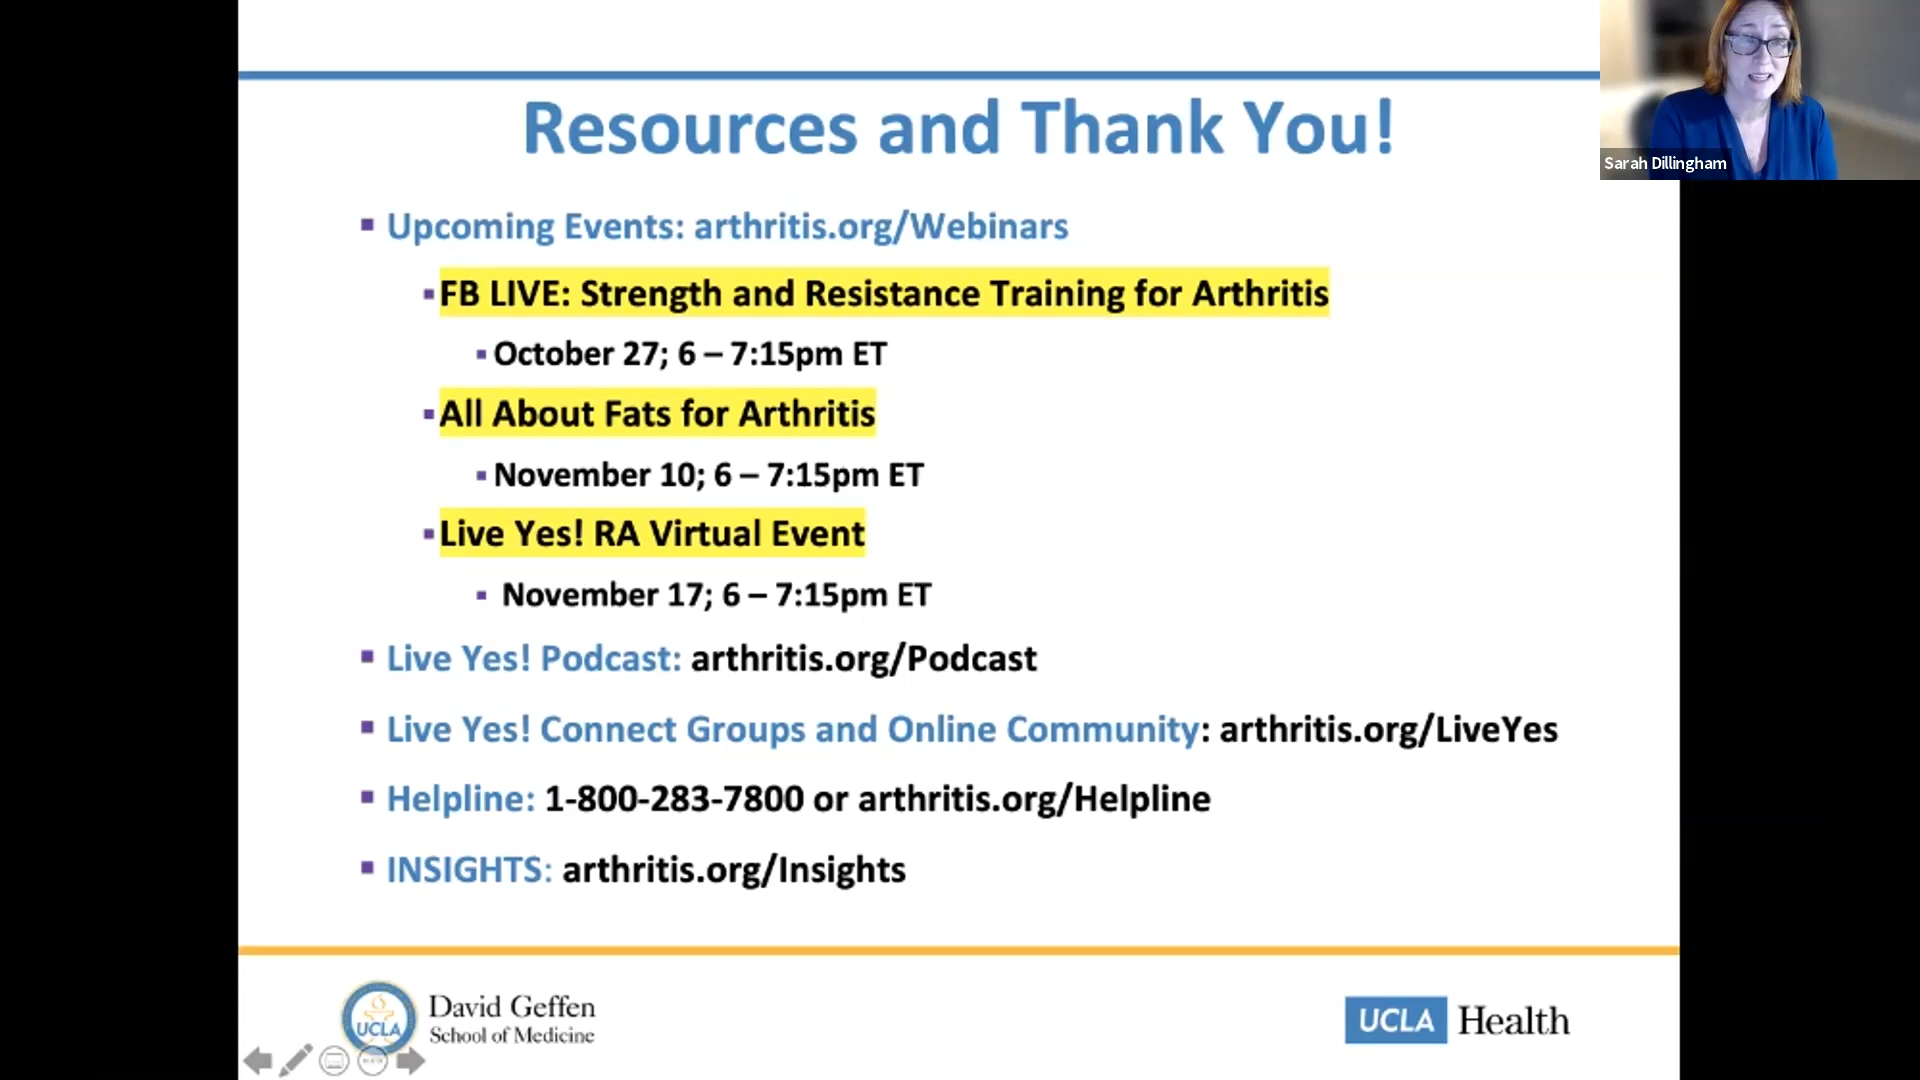 Resources and Thank You!
Sarah Dillingham
Upcoming Events: arthritis.org/Webinars
FB LIVE: Strength and Resistance Training for Arthritis
October 27; 6 – 7:15pm ET
All About Fats for Arthritis
November 10; 6 – 7:15pm ET
Live Yes! RA Virtual Event
November 17; 6 – 7:15pm ET
Live Yes! Podcast: arthritis.org/Podcast
Live Yes! Connect Groups and Online Community: arthritis.org/LiveYes
Helpline: 1-800-283-7800 or arthritis.org/Helpline
INSIGHTS: arthritis.org/Insights
UCLA
David Geffen
School of Medicine
UCLA Health